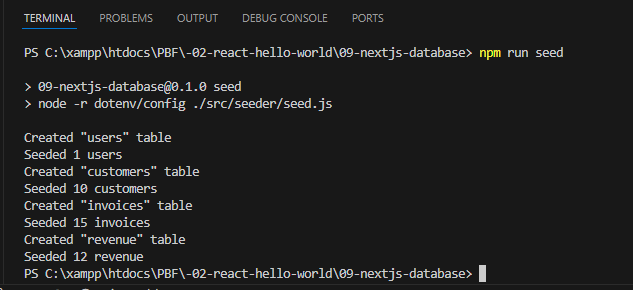 TERMINAL PROBLEMS OUTPUT DEBUG CONSOLE PORTS
PS C:\xampp\htdocs\PBF\-02-react-hello-world\09-nextjs-database> npm run seed
> 09-nextjs-database@0.1.0 seed
> node -r dotenv/config ./src/seeder/seed.js
Created "users" table
Seeded 1 users
Created "customers" table
Seeded 10 customers
Created "invoices" table
Seeded 15 invoices
Created "revenue" table
Seeded 12 revenue
PS C:\xampp\htdocs\PBF\-02-react-hello-world\09-nextjs-database>